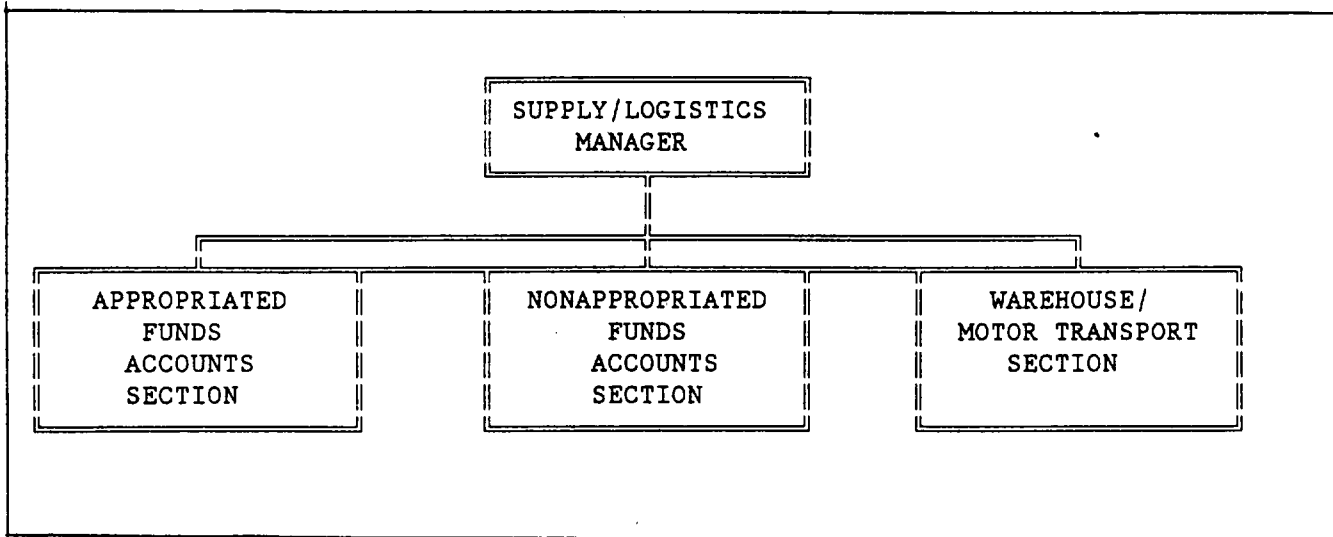 SUPPLY/LOGISTICS
MANAGER
APPROPRIATED
FUNDS
ACCOUNTS
SECTION
NONAPPROPRIATED
FUNDS
ACCOUNTS
SECTION
WAREHOUSE/
MOTOR TRANSPORT
SECTION